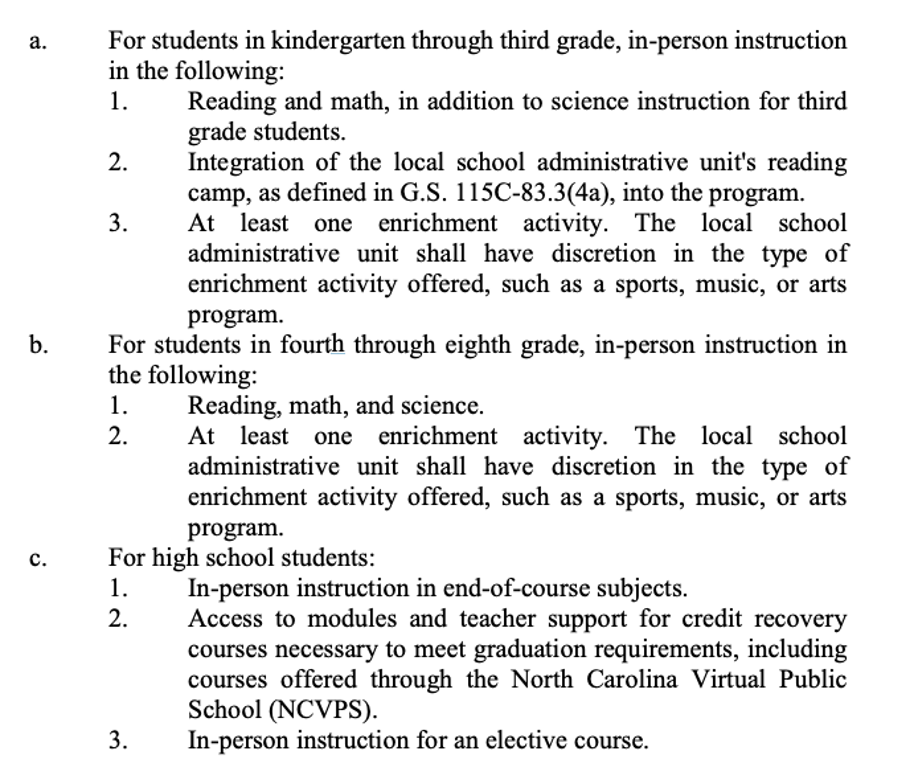 a. For students in kindergarten through third grade, in-person instruction
in the following:
1. Reading and math, in addition to science instruction for third
grade students.
2. Integration of the local school administrative unit's reading
camp, as defined in G.S. 115C-83.3(4a), into the program.
3. At least one enrichment activity. The local school
administrative unit shall have discretion in the type of
enrichment activity offered, such as a sports, music, or arts
program.
b. For students in fourth through eighth grade, in-person instruction in
the following:
1. Reading, math, and science.
2. At least one enrichment activity. The local school
administrative unit shall have discretion in the type of
enrichment activity offered, such as a sports, music, or arts
program.
c. For high school students:
1. In-person instruction in end-of-course subjects.
2. Access to modules and teacher support for credit recovery
courses necessary to meet graduation requirements, including
courses offered through the North Carolina Virtual Public
School (NCVPS).
3. In-person instruction for an elective course.